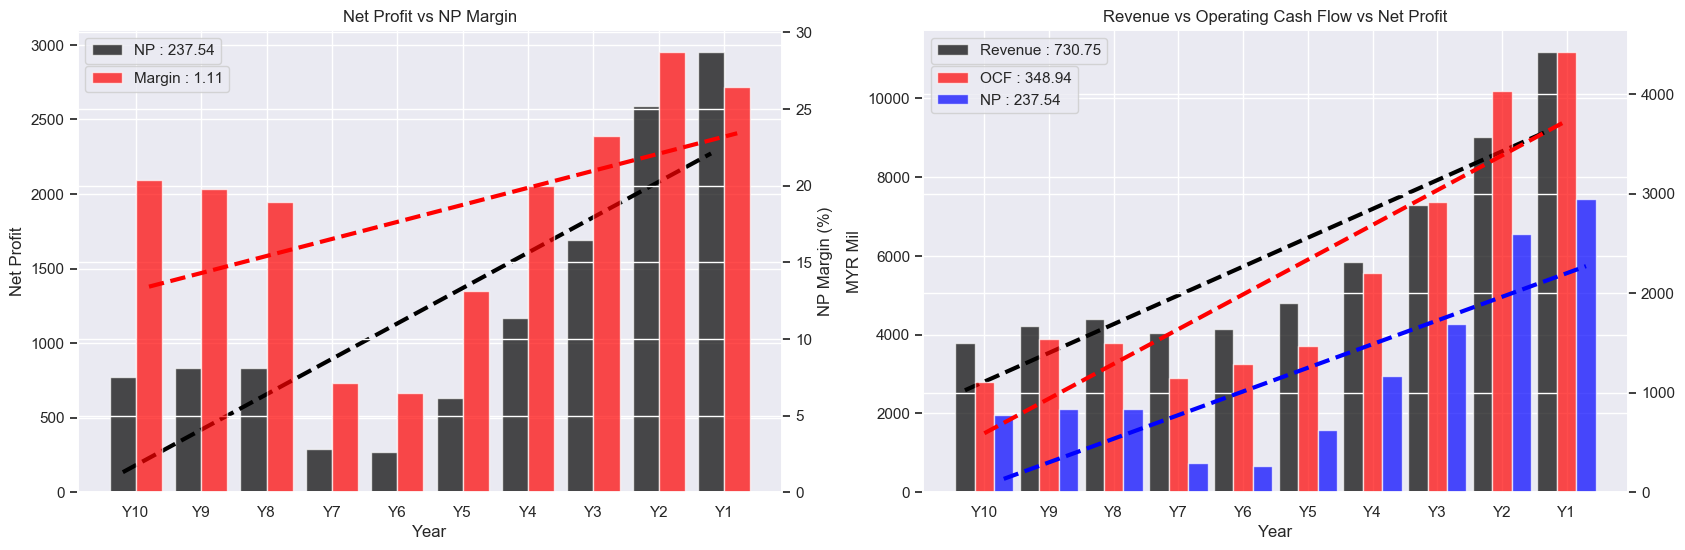 Net Profit vs NP Margin
NP : 237.54
Margin : 1.11
3000
2500
2000
1500
1000
500
0
Net Profit
30
25
20
15
10
5
0
NP Margin (%)
Y10 Y9 Y8 Y7 Y6 Y5 Y4 Y3 Y2 Y1
Year
Revenue vs Operating Cash Flow vs Net Profit
Revenue : 730.75
OCF : 348.94
NP : 237.54
10000
8000
6000
4000
2000
0
MYR Mil
4000
3000
2000
1000
0
Y10 Y9 Y8 Y7 Y6 Y5 Y4 Y3 Y2 Y1
Year